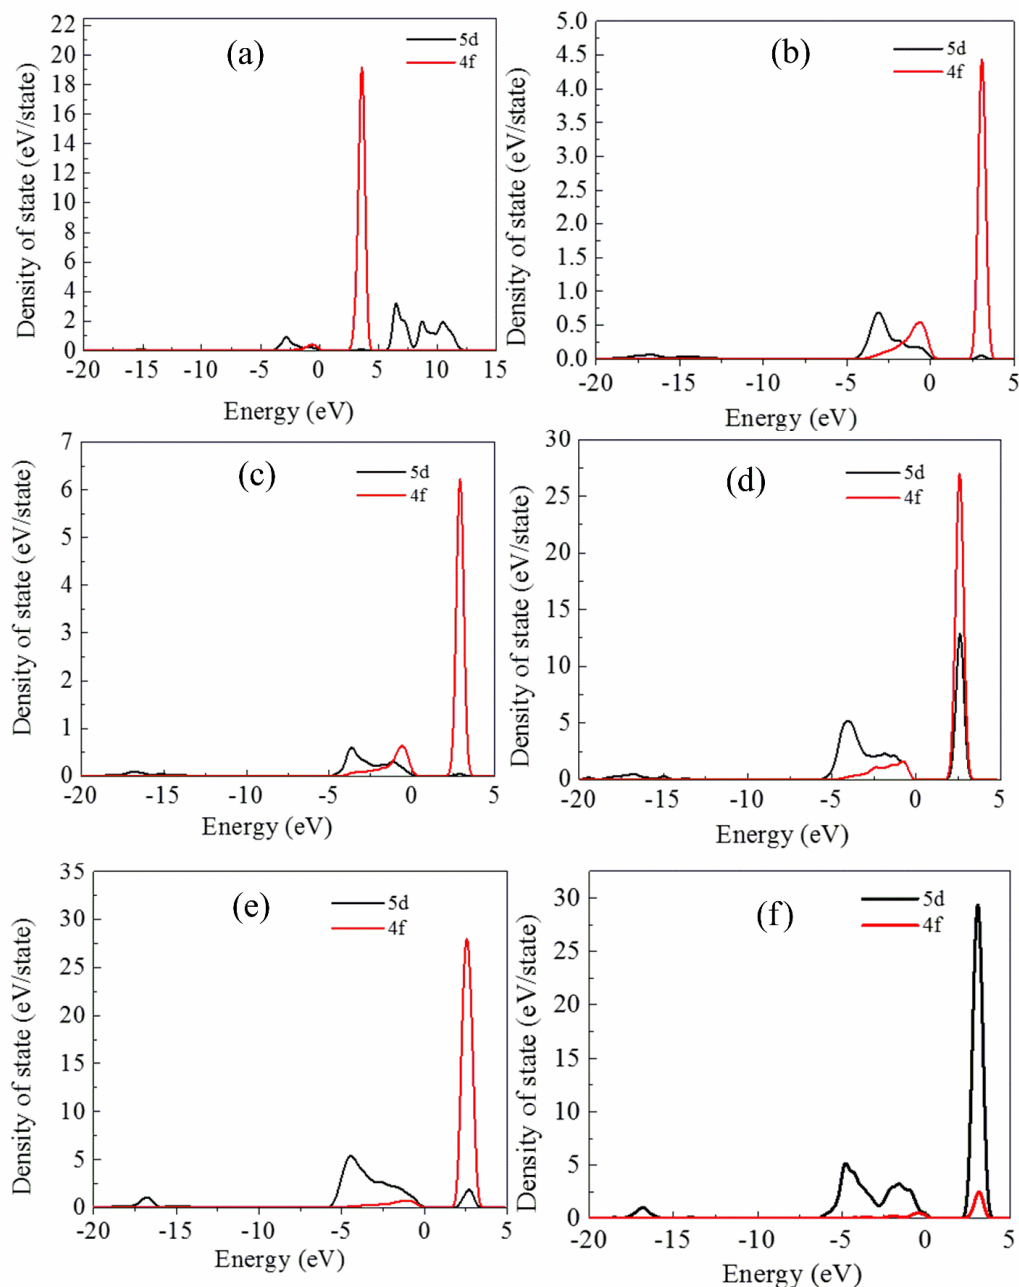 (a)
5d
4f
Density of state (eV/state)
22
20
18
16
14
12
10
8
6
4
2
0
-20 -15 -10 -5 0 5 10 15
Energy (eV)
(b)
5d
4f
Density of state (eV/state)
5.0
4.5
4.0
3.5
3.0
2.5
2.0
1.5
1.0
0.5
0.0
-20 -15 -10 -5 0 5
Energy (eV)
(c)
5d
4f
Density of state (eV/state)
7
6
5
4
3
2
1
0
-20 -15 -10 -5 0 5
Energy (eV)
(d)
5d
4f
Density of state (eV/state)
30
25
20
15
10
5
0
-20 -15 -10 -5 0 5
Energy (eV)
(e)
5d
4f
Density of state (eV/state)
35
30
25
20
15
10
5
0
-20 -15 -10 -5 0 5
Energy (eV)
(f)
5d
4f
Density of state (eV/state)
30
25
20
15
10
5
0
-20 -15 -10 -5 0 5
Energy (eV)